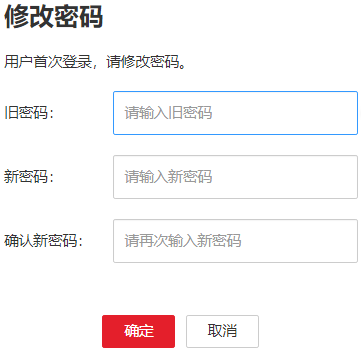 修改密码
用户首次登录，请修改密码。
旧密码： 请输入旧密码
新密码： 请输入新密码
确认新密码： 请再次输入新密码
确定 取消